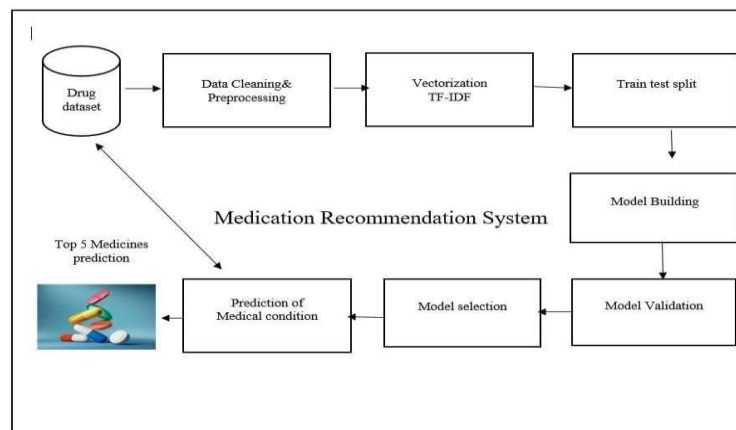 Drug
dataset
Data Cleaning&
Preprocessing
Vectorization
TF-IDF
Train test split
Model Building
Medication Recommendation System
Top 5 Medicines
prediction
Prediction of
Medical condition
Model selection
Model Validation